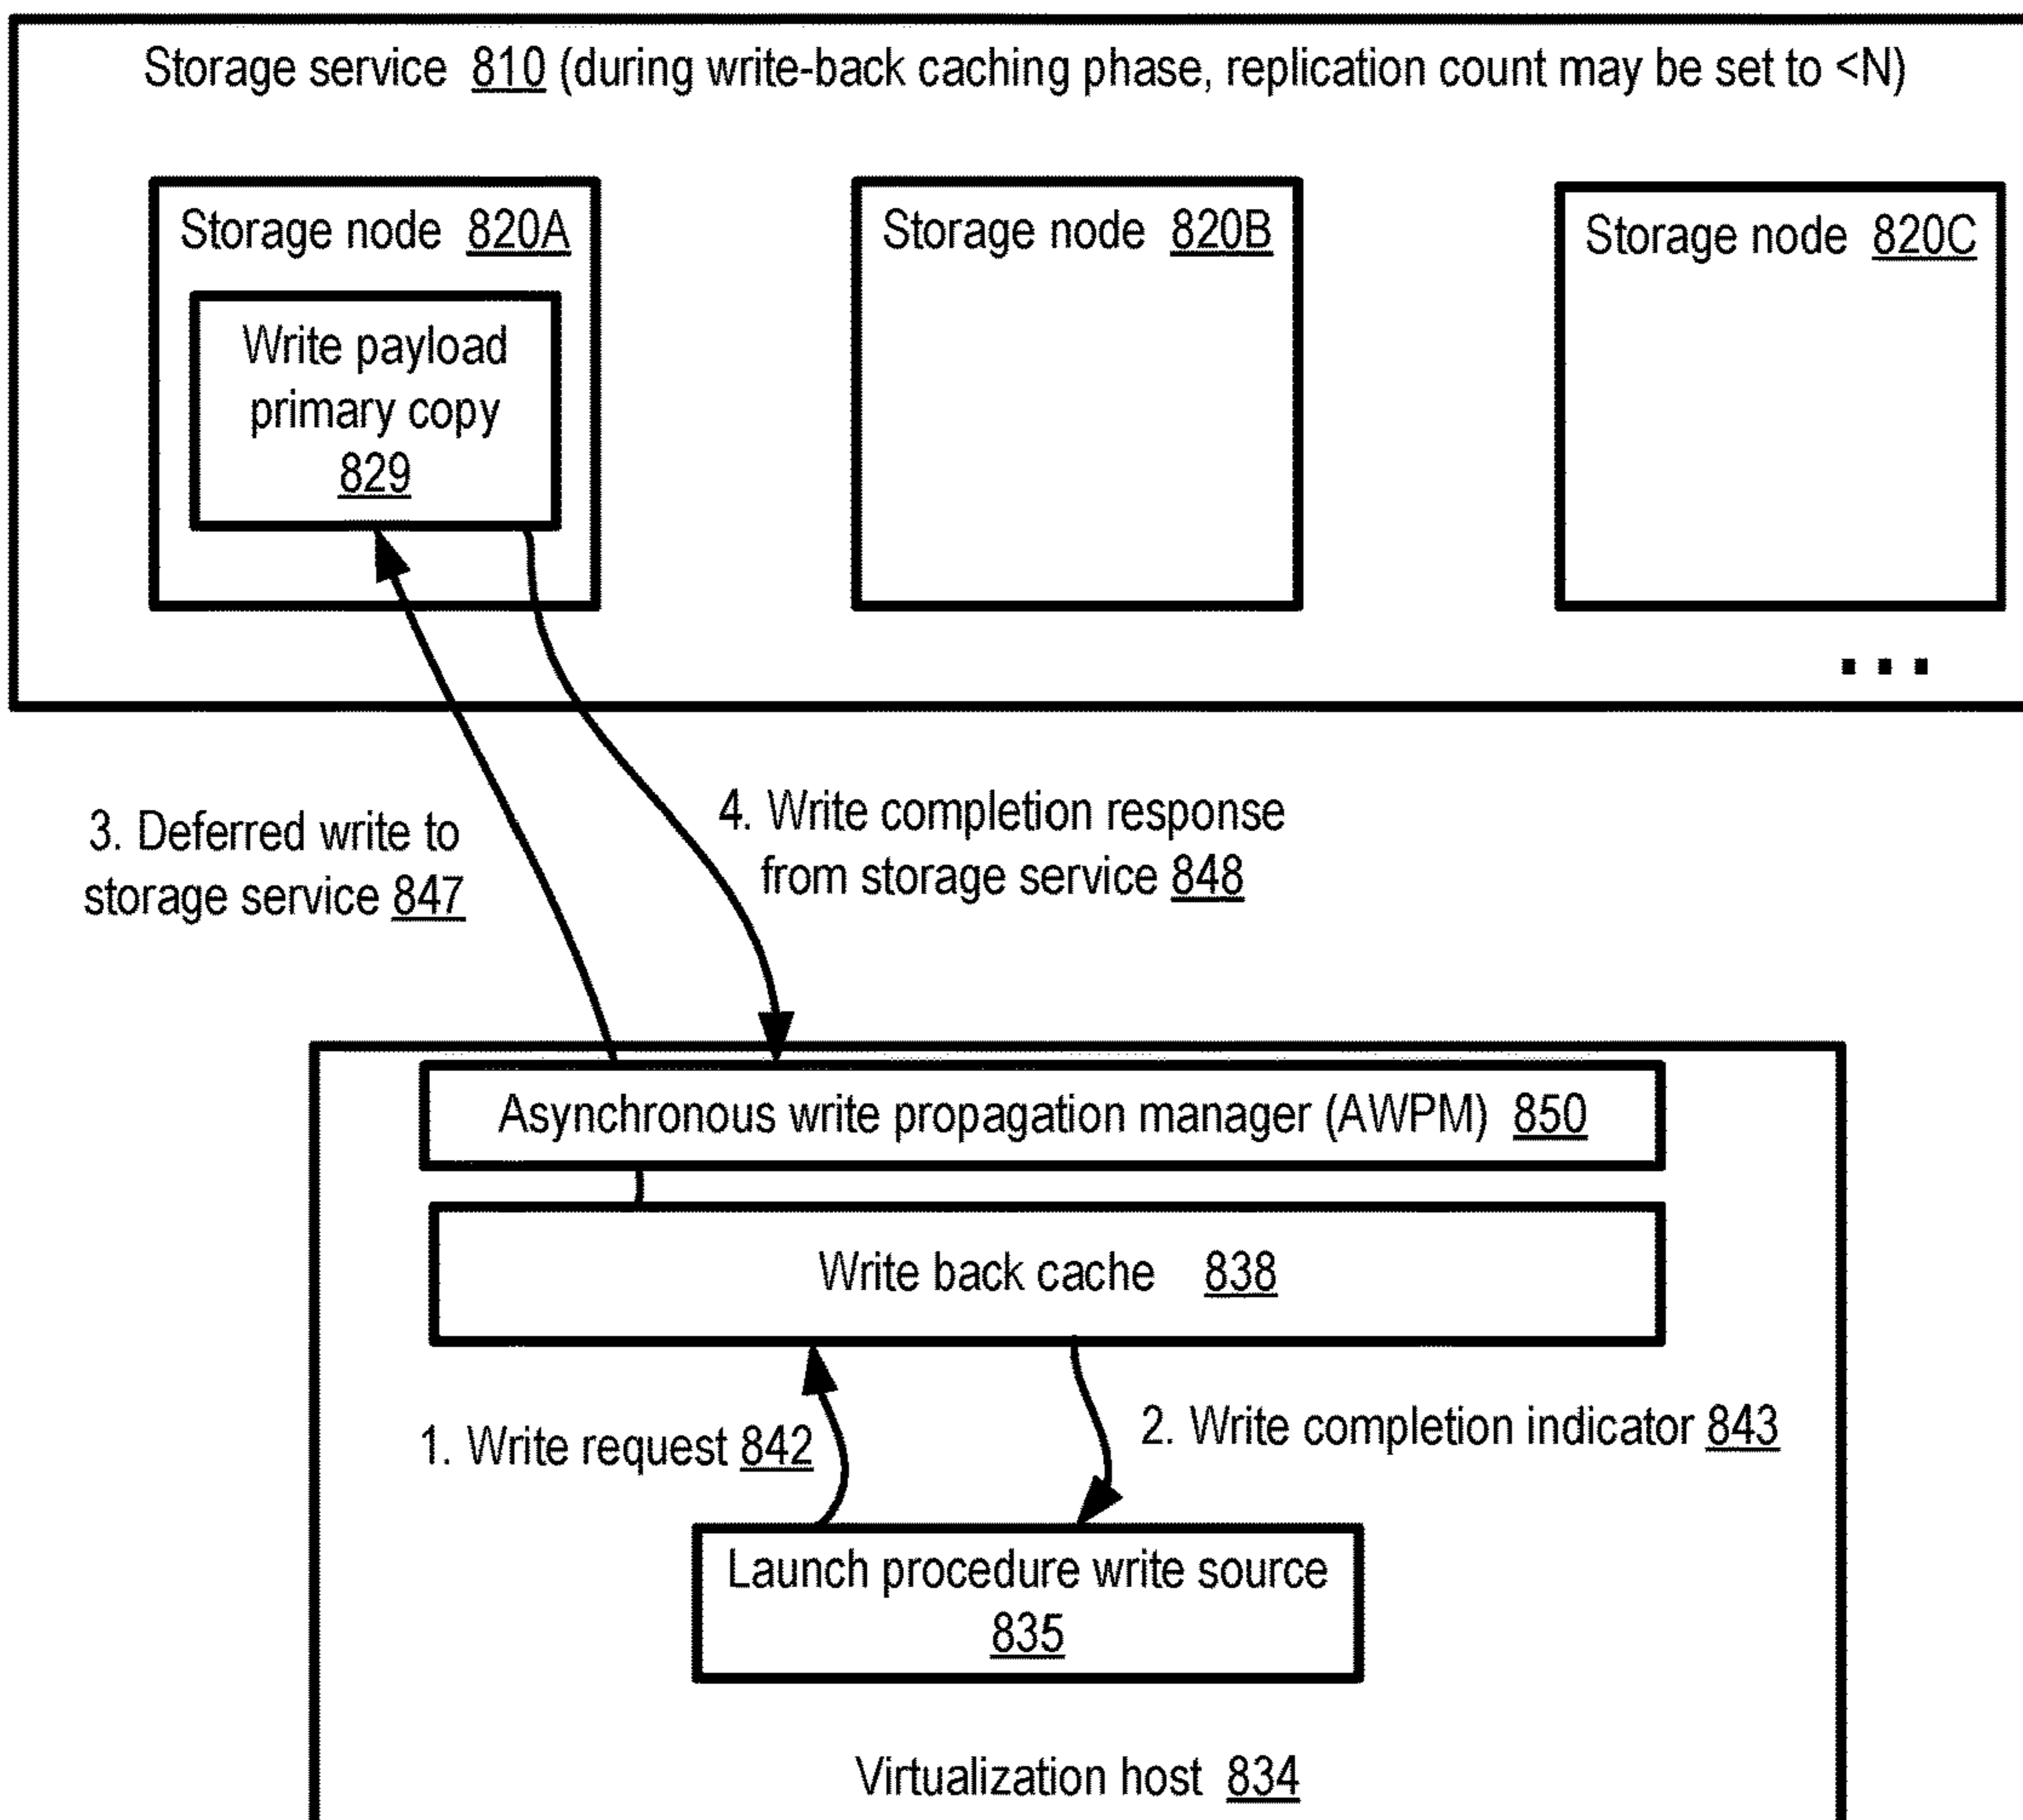 Storage service 810 (during write-back caching phase, replication count may be set to <N)
Storage node 820A
Storage node 820B
Storage node 820C
Write payload
primary copy
829
...
3. Deferred write to
storage service 847
4. Write completion response
from storage service 848
Asynchronous write propagation manager (AWPM) 850
Write back cache 838
1. Write request 842
2. Write completion indicator 843
Launch procedure write source
835
Virtualization host 834